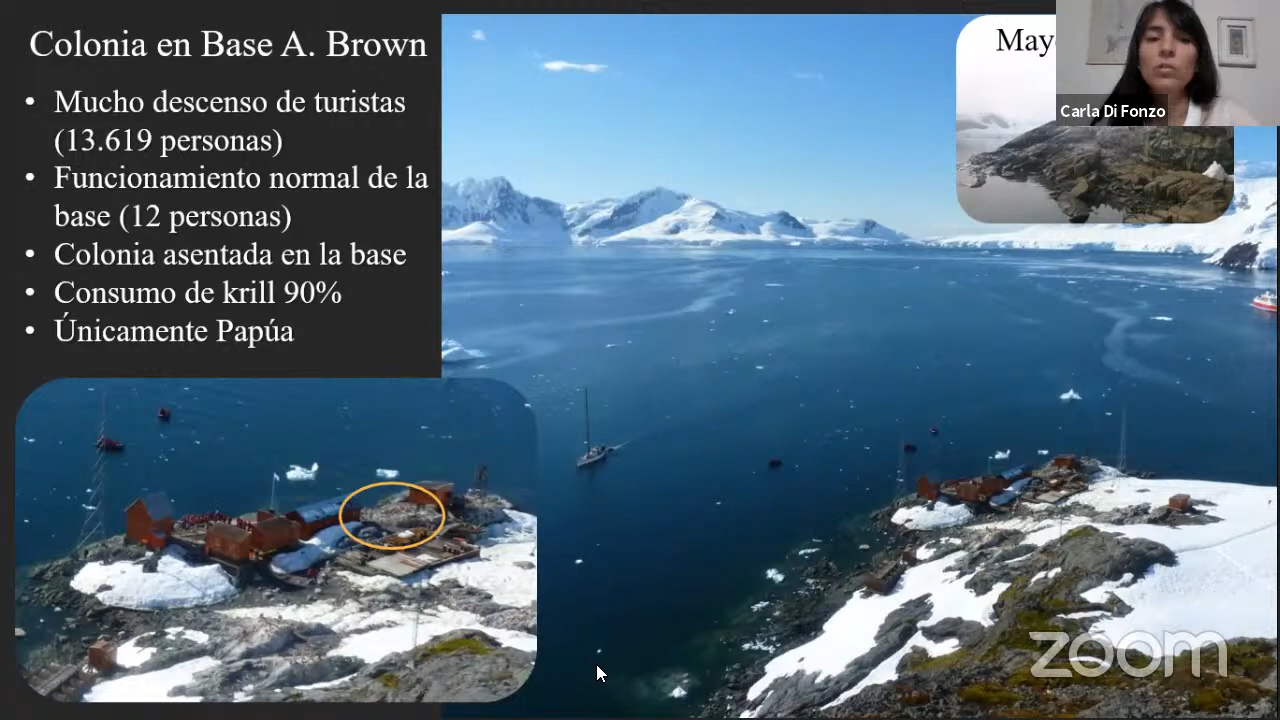 Colonia en Base A. Brown
• Mucho descenso de turistas
(13.619 personas)
• Funcionamiento normal de la
base (12 personas)
• Colonia asentada en la base
• Consumo de krill 90%
• Únicamente Papúa
Carla Di Fonzo
zoom